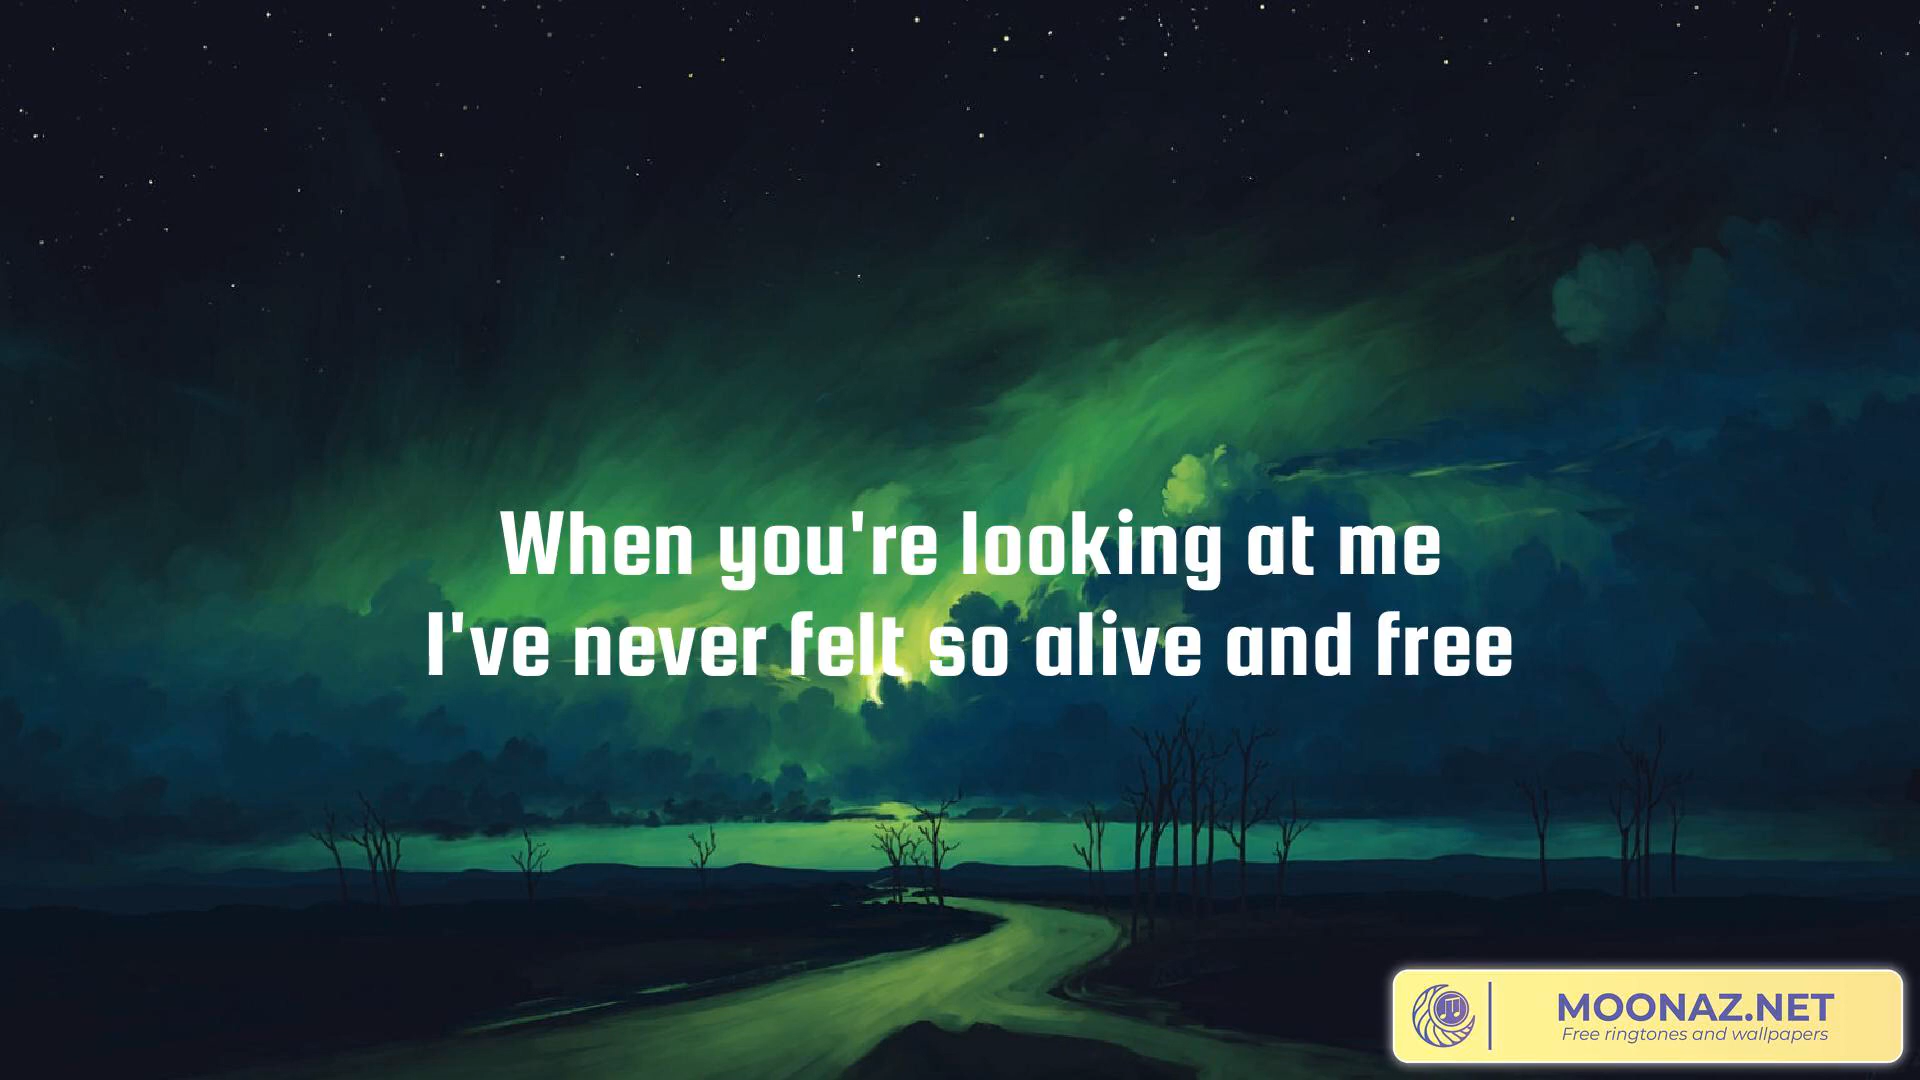 When you're looking at me
I've never felt so alive and free
MOONAZ.NET
Free ringtones and wallpapers